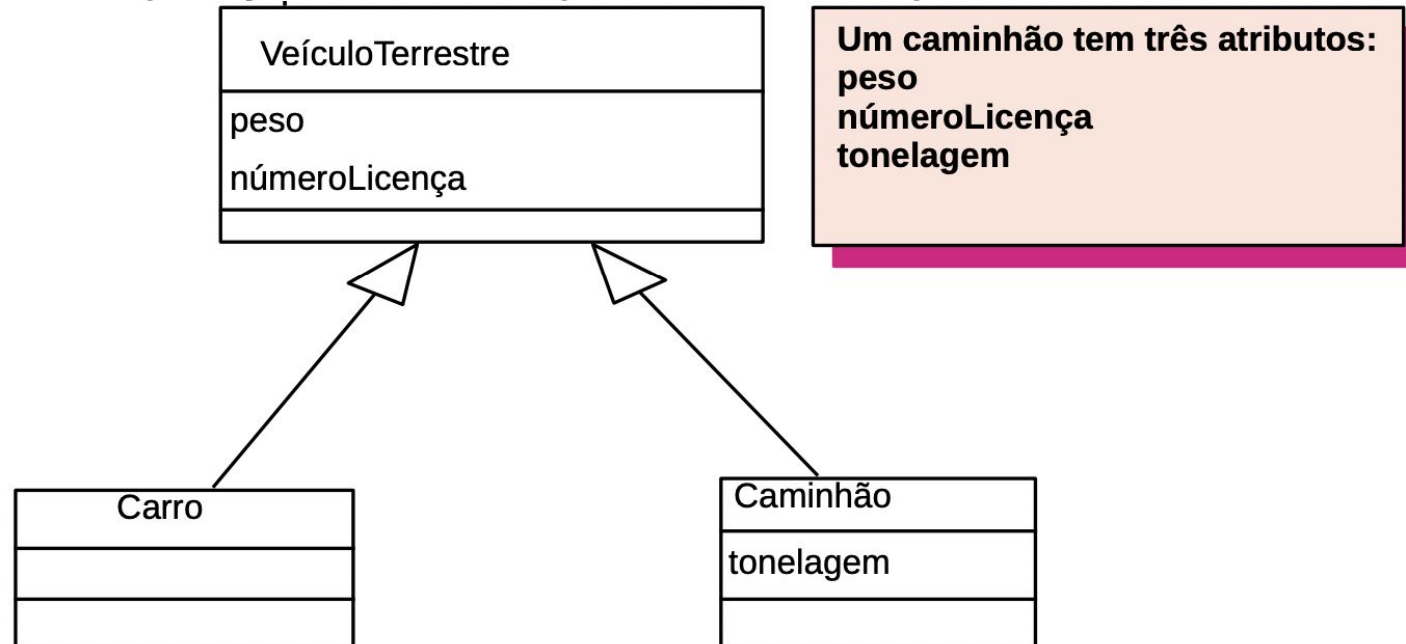 VeículoTerrestre
peso
númeroLicença
Um caminhão tem três atributos:
peso
númeroLicença
tonelagem
Carro
Caminhão
tonelagem